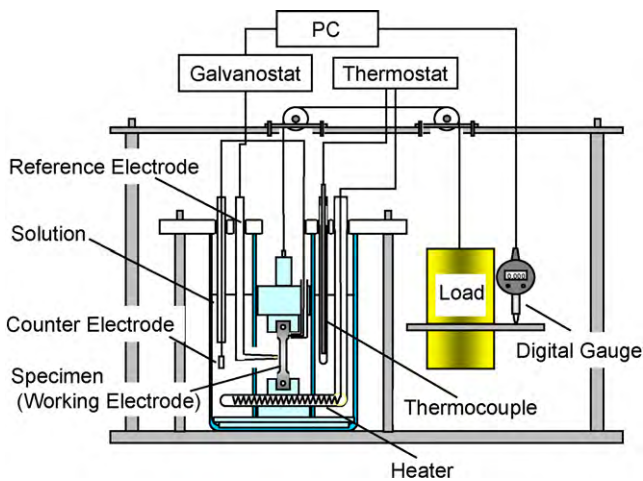 PC
Galvanostat
Thermostat
Reference Electrode
Solution
Counter Electrode
Specimen
(Working Electrode)
Load
0.000
Digital Gauge
Thermocouple
Heater